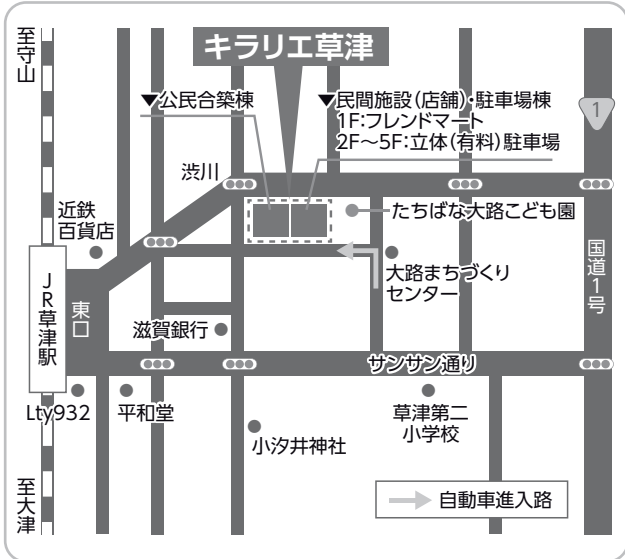 至守山
キラリエ草津
▼公民合築棟
▼民間施設(店舗)・駐車場棟
1F:フレンドマート
2F〜5F:立体(有料)駐車場
1
渋川
近鉄
百貨店
たちばな大路こども園
大路まちづくり
センター
国道1号
JR草津駅
東口
滋賀銀行
サンサン通り
Lty932
平和堂
小汐井神社
草津第二
小学校
至大津
自動車進入路